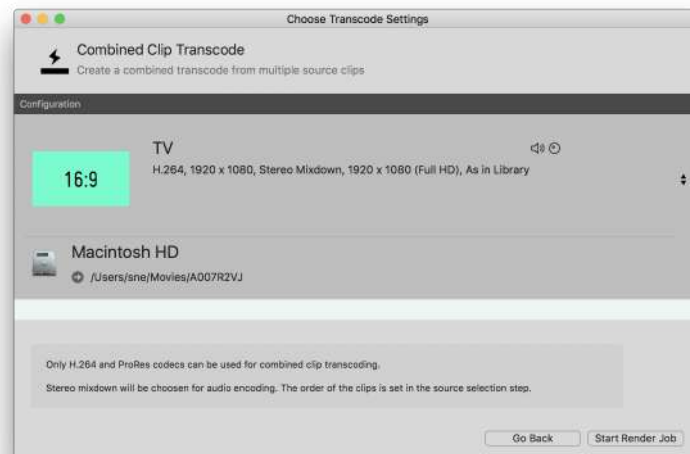 Choose Transcode Settings
Combined Clip Transcode
Create a combined transcode from multiple source clips
Configuration
TV
H.264, 1920 x 1080, Stereo Mixdown, 1920 x 1080 (Full HD), As in Library
16:9
Macintosh HD
/Users/sne/Movies/A007R2VJ
Only H.264 and ProRes codecs can be used for combined clip transcoding.
Stereo mixdown will be choosen for audio encoding. The order of the clips is set in the source selection step.
Go Back
Start Render Job